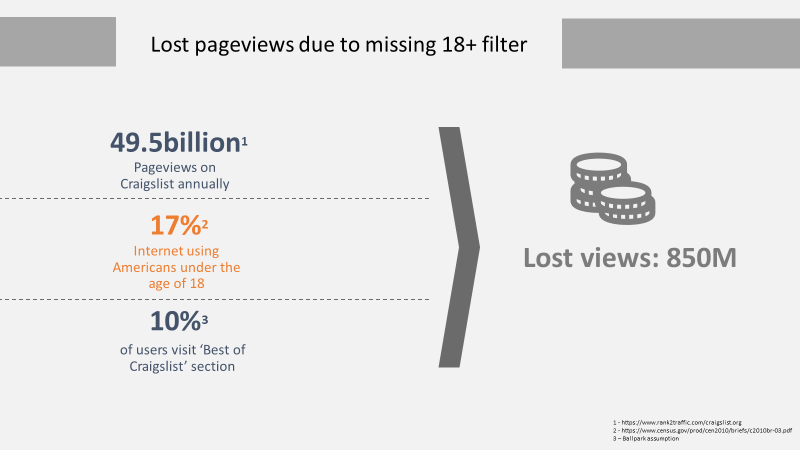 Lost pageviews due to missing 18+ filter
49.5billion1
Pageviews on
Craigslist annually
17%2
Internet using
Americans under the
age of 18
10%3
of users visit ‘Best of
Craigslist’ section
Lost views: 850M
1 - https://www.rank2traffic.com/craigslist.org
2 - https://www.census.gov/prod/cen2010/briefs/c2010br-03.pdf
3 – Ballpark assumption